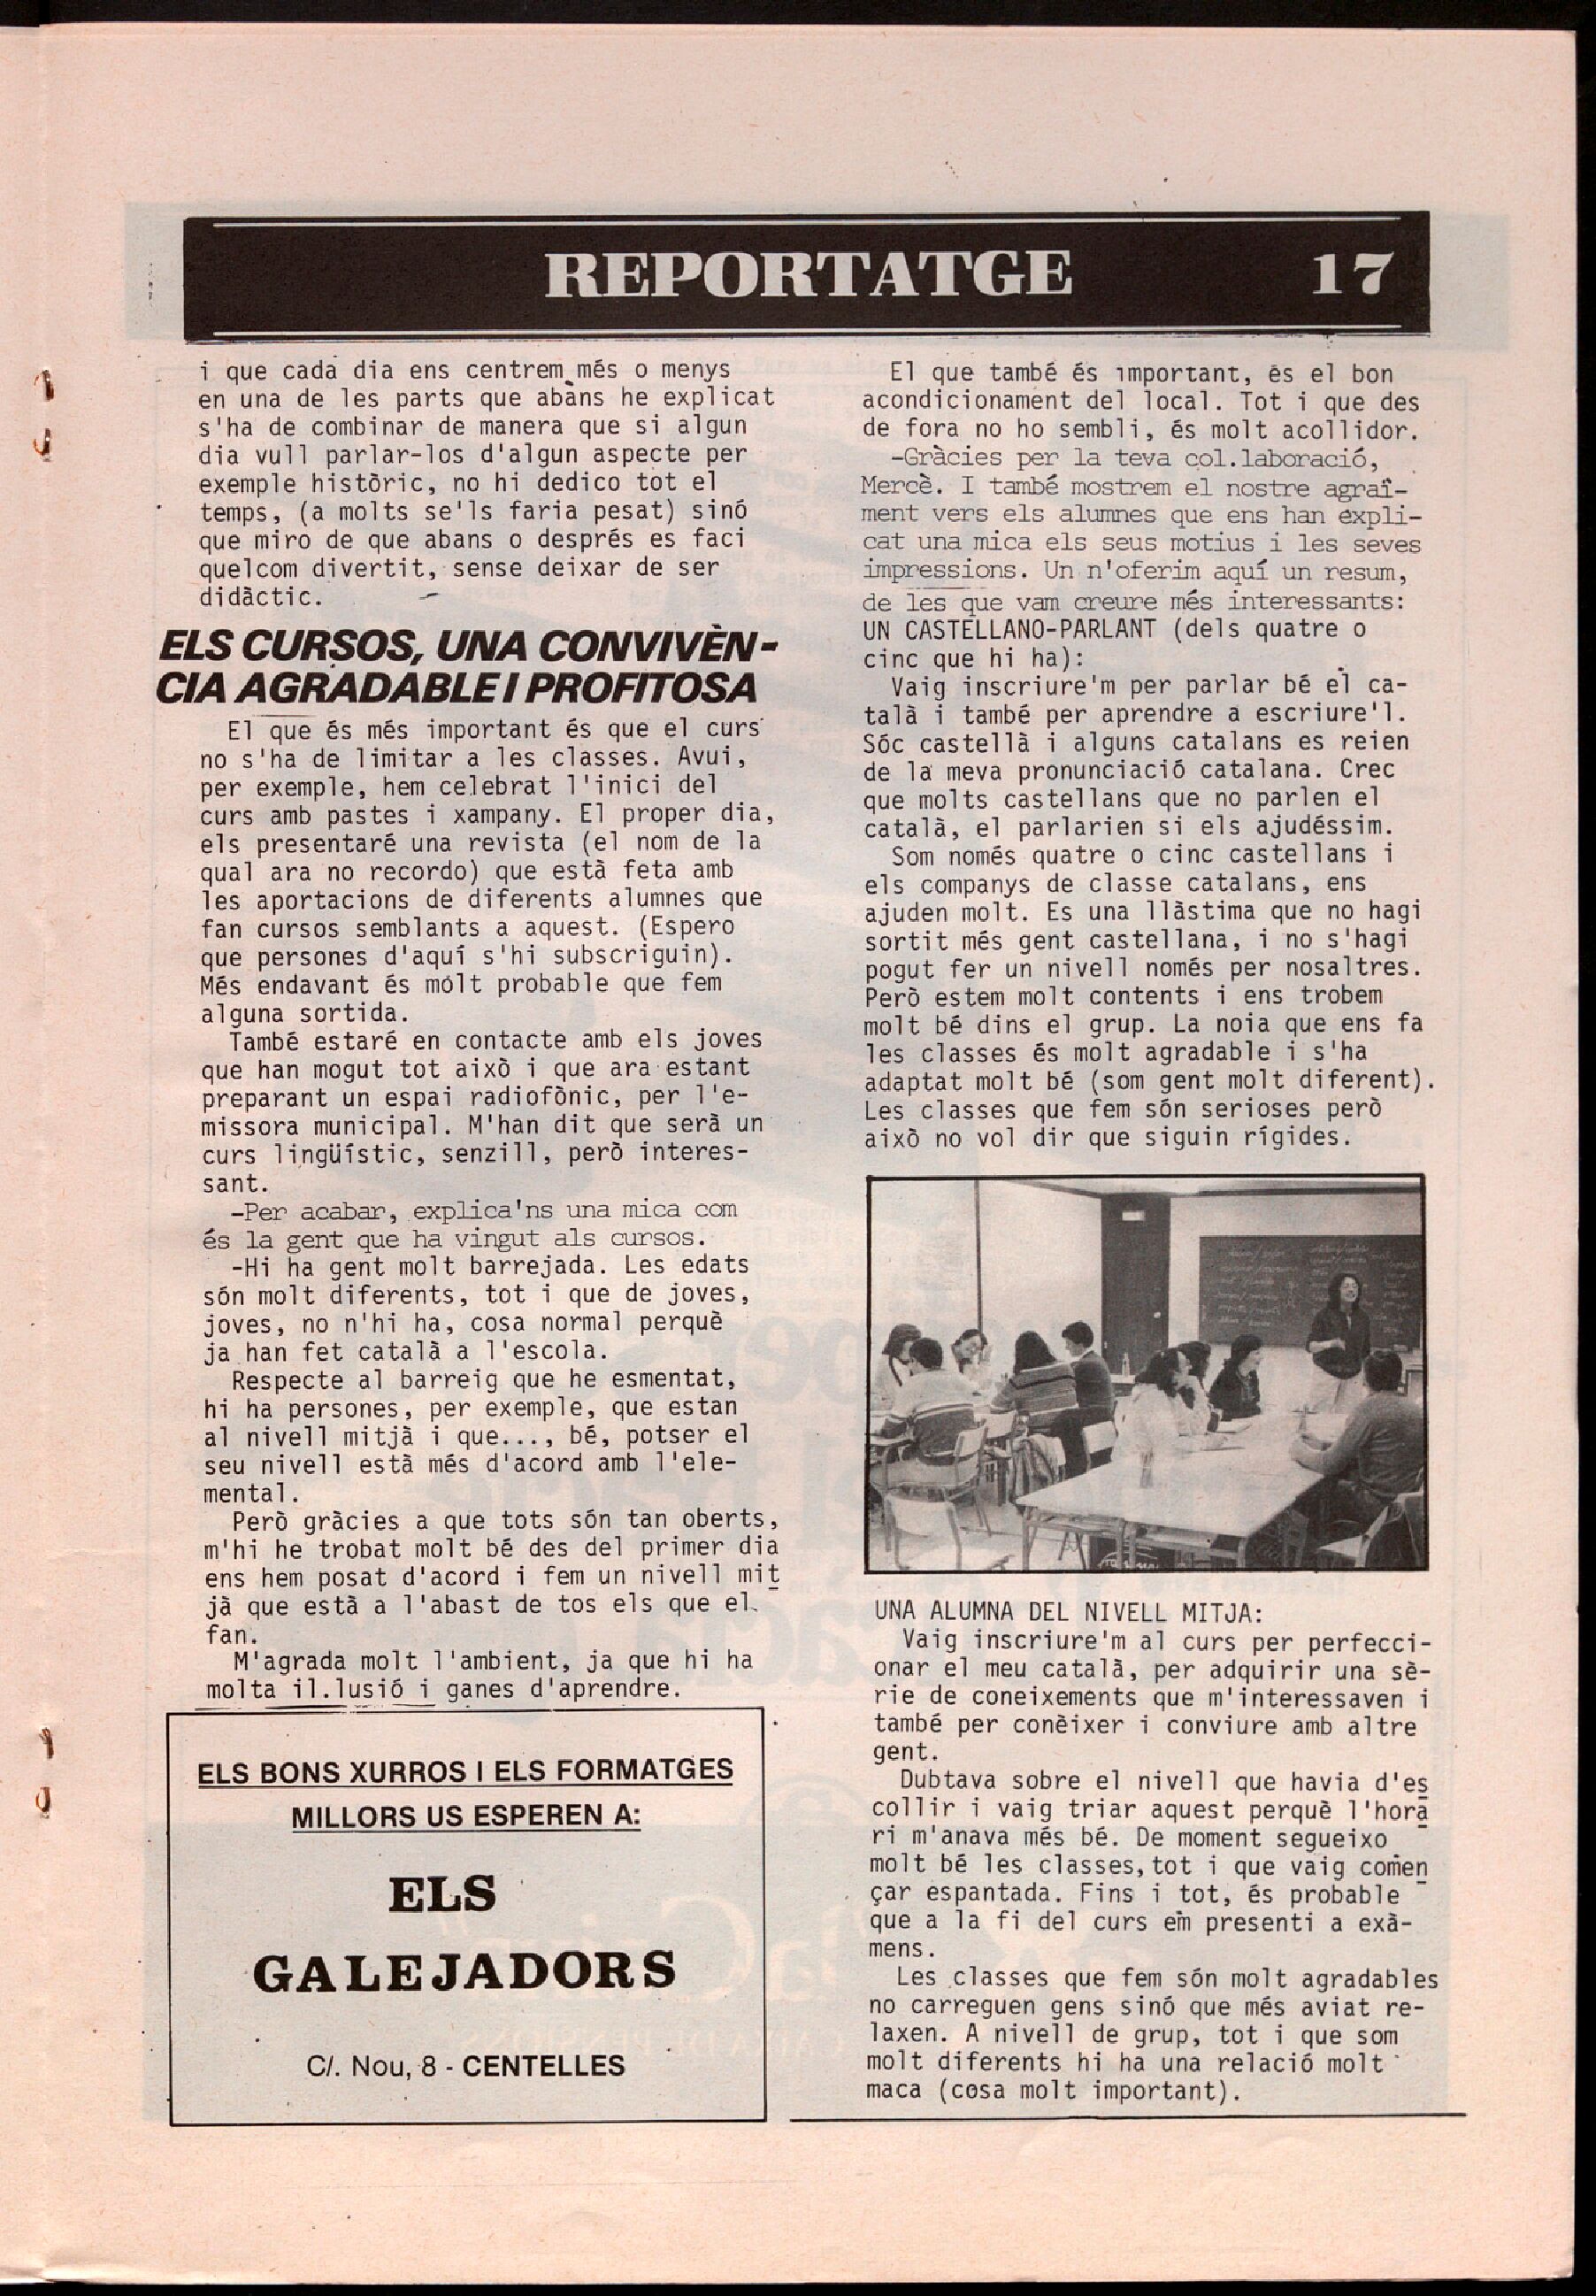 REPORTATGE 17
i que cada dia ens centrem més o menys
en una de les parts que abans he explicat
s'ha de combinar de manera que si algun
dia vull parlar-los d'algun aspecte per
exemple històric, no hi dedico tot el
temps, (a molts se'ls faria pesat) sinó
que miro de que abans o després es faci
quelcom divertit, sense deixar de ser
didàctic.
ELS CURSOS, UNA CONVIVÈN-
CIA AGRADABLE I PROFITOSA
El que és més important és que el curs
no s'ha de limitar a les classes. Avui,
per exemple, hem celebrat l'inici del
curs amb pastes i xampany. El proper dia,
els presentaré una revista (el nom de la
qual ara no recordo) que està feta amb
les aportacions de diferents alumnes que
fan cursos semblants a aquest. (Espero
que persones d'aquí s'hi subscriguin).
Més endavant és mólt probable que fem
alguna sortida.
També estaré en contacte amb els joves
que han mogut tot això i que ara estant
preparant un espai radiofònic, per l'e-
missora municipal. M'han dit que serà un
curs lingüístic, senzill, però interes-
sant.
-Per acabar, explica'ns una mica com
és la gent que ha vingut als cursos.
-Hi ha gent molt barrejada. Les edats
són molt diferents, tot i que de joves,
joves, no n'hi ha, cosa normal perquè
ja han fet català a l'escola.
Respecte al barreig que he esmentat,
hi ha persones, per exemple, que estan
al nivell mitjà i que..., bé, potser el
seu nivell està més d'acord amb l'ele-
mental.
Però gràcies a que tots són tan oberts,
m'hi he trobat molt bé des del primer dia
ens hem posat d'acord i fem un nivell mit
jà que està a l'abast de tos els que el
fan.
M'agrada molt l'ambient, ja que hi ha
molta il.lusió i ganes d'aprendre.
ELS BONS XURROS I ELS FORMATGES
MILLORS US ESPEREN A:
ELS
GALEJADORS
C/. Nou, 8 - CENTELLES
El que també és important, és el bon
acondicionament del local. Tot i que des
de fora no ho sembli, és molt acollidor.
-Gràcies per la teva col.laboració,
Mercè. I també mostrem el nostre agraï-
ment vers els alumnes que ens han expli-
cat una mica els seus motius i les seves
impressions. Un n'oferim aquí un resum,
de les que vam creure més interessants:
UN CASTELLANO-PARLANT (dels quatre o
cinc que hi ha):
Vaig inscriure'm per parlar bé el ca-
talà i també per aprendre a escriure'l.
Sóc castellà i alguns catalans es reien
de la meva pronunciació catalana. Crec
que molts castellans que no parlen el
català, el parlarien si els ajudéssim.
Som només quatre o cinc castellans i
els companys de classe catalans, ens
ajuden molt. Es una llàstima que no hagi
sortit més gent castellana, i no s'hagi
pogut fer un nivell només per nosaltres.
Però estem molt contents i ens trobem
molt bé dins el grup. La noia que ens fa
les classes és molt agradable i s'ha
adaptat molt bé (som gent molt diferent).
Les classes que fem són serioses però
això no vol dir que siguin rígides.
UNA ALUMNA DEL NIVELL MITJA:
Vaig inscriure'm al curs per perfecci-
onar el meu català, per adquirir una sè-
rie de coneixements que m'interessaven i
també per conèixer i conviure amb altre
gent.
Dubtava sobre el nivell que havia d'es
collir i vaig triar aquest perquè l'hora
ri m'anava més bé. De moment segueixo
molt bé les classes, tot i que vaig comen
çar espantada. Fins i tot, és probable
que a la fi del curs em presenti a exà-
mens.
Les classes que fem són molt agradables
no carreguen gens sinó que més aviat re-
laxen. A nivell de grup, tot i que som
molt diferents hi ha una relació molt
maca (cosa molt important).